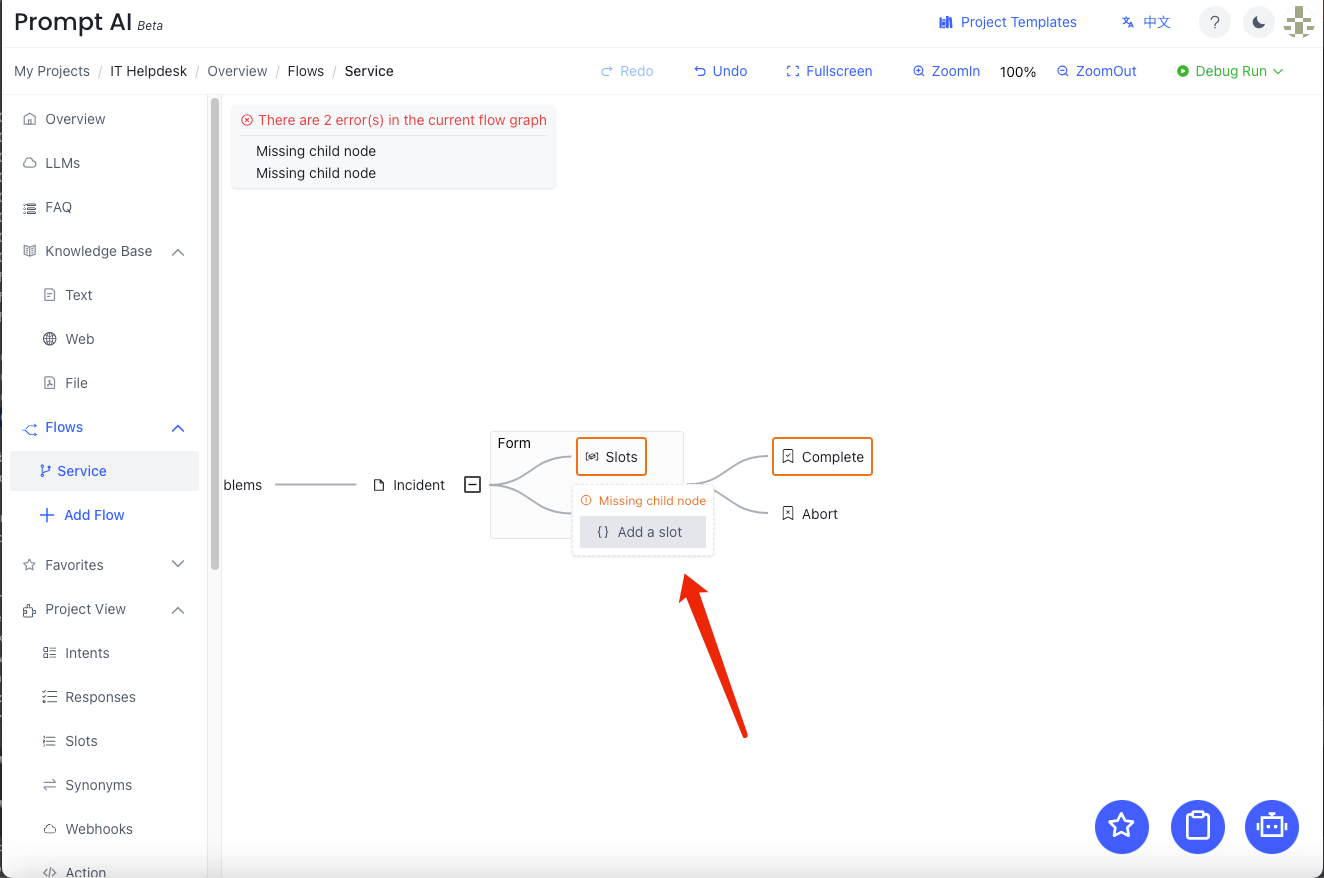 Prompt AI Beta
Project Templates
中文
?
My Projects / IT Helpdesk / Overview / Flows / Service
Redo
Undo
Fullscreen
ZoomIn
100%
ZoomOut
Debug Run
Overview
LLMs
FAQ
Knowledge Base
Text
Web
File
Flows
Service
Add Flow
Favorites
Project View
Intents
Responses
Slots
Synonyms
Webhooks
Action
There are 2 error(s) in the current flow graph
Missing child node
Missing child node
blems
Incident
Form
Slots
Missing child node
{} Add a slot
Complete
Abort